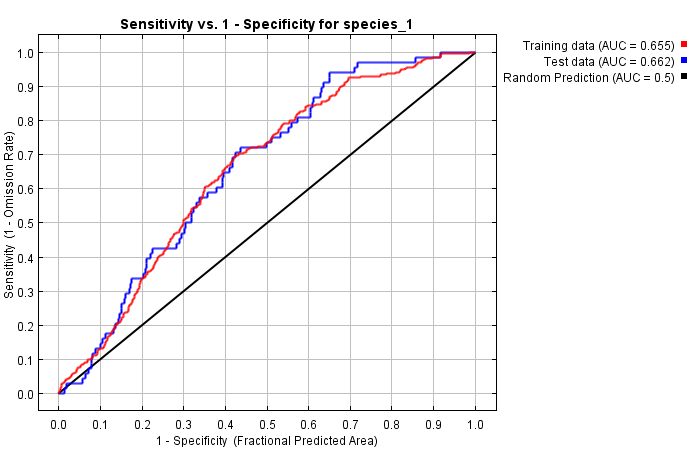 Sensitivity vs. 1 - Specificity for species_1
Training data (AUC = 0.655)
Test data (AUC = 0.662)
Random Prediction (AUC = 0.5)
Sensitivity (1 - Omission Rate)
1.0
0.9
0.8
0.7
0.6
0.5
0.4
0.3
0.2
0.1
0.0
0.0 0.1 0.2 0.3 0.4 0.5 0.6 0.7 0.8 0.9 1.0
1 - Specificity (Fractional Predicted Area)